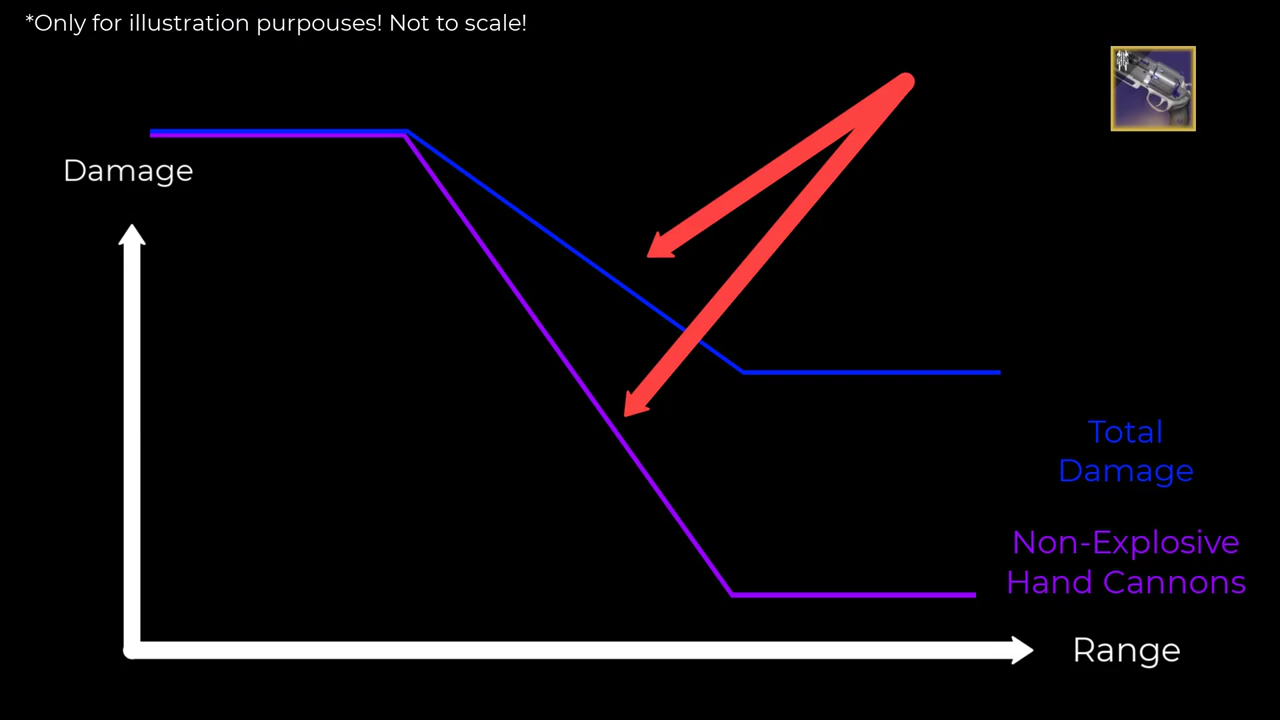 *Only for illustration purpouses! Not to scale!
Damage
Total
Damage
Non-Explosive
Hand Cannons
Range